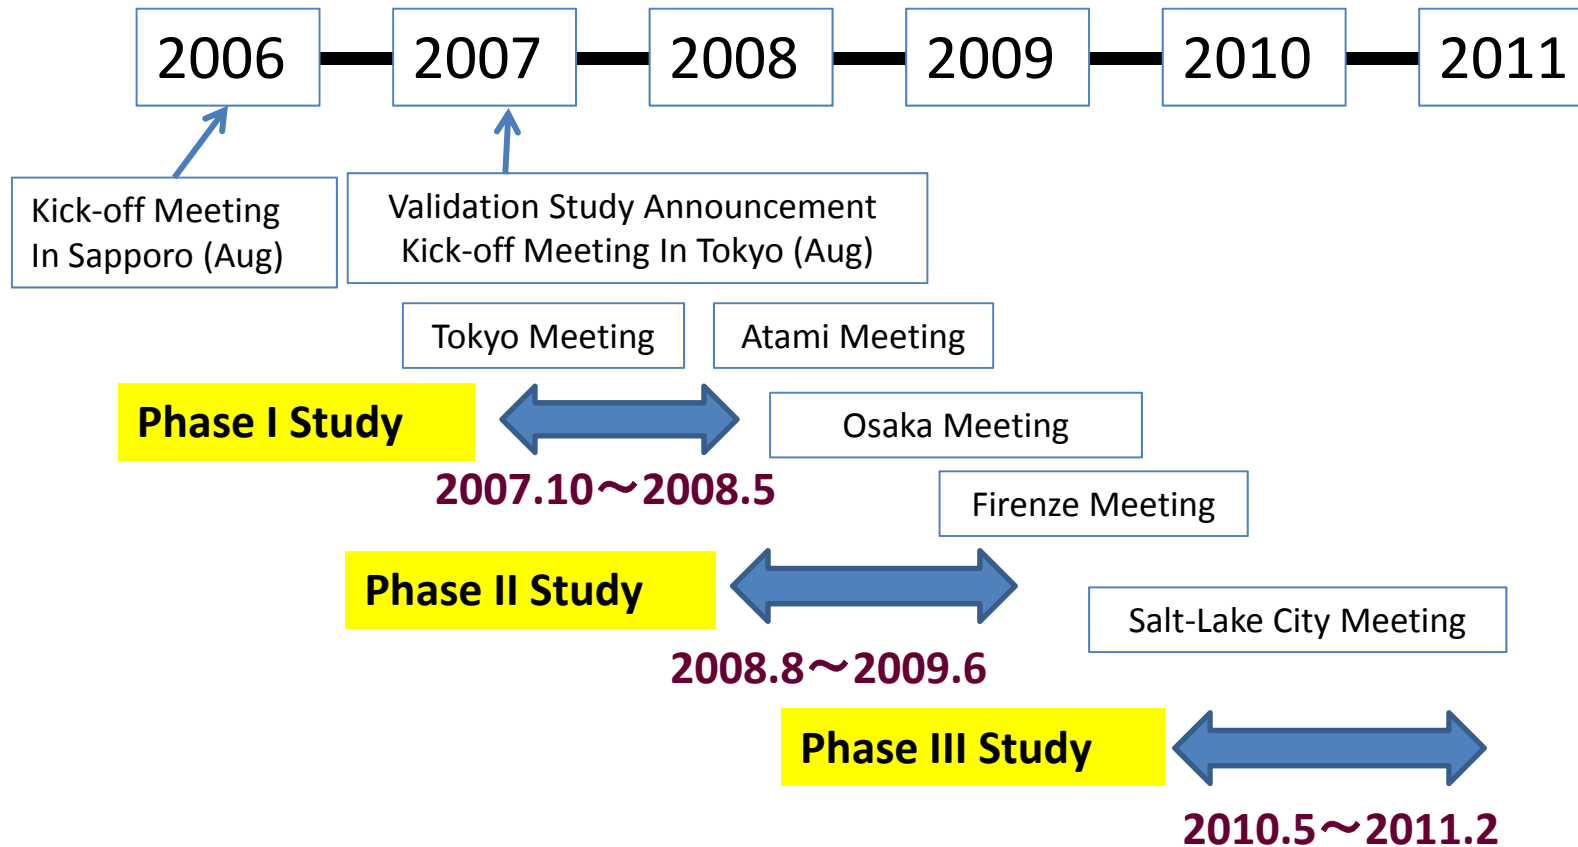 2006
2007
2008
2009
2010
2011
Kick-off Meeting
In Sapporo (Aug)
Validation Study Announcement
Kick-off Meeting In Tokyo (Aug)
Tokyo Meeting
Atami Meeting
Phase I Study
Osaka Meeting
2007.10～2008.5
Firenze Meeting
Phase II Study
Salt-Lake City Meeting
2008.8～2009.6
Phase III Study
2010.5～2011.2